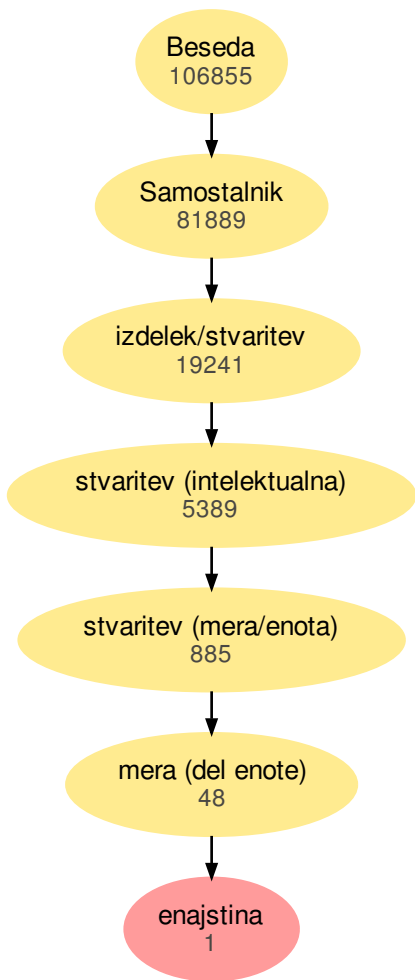 Beseda
106855
Samostalnik
81889
izdelek/stvaritev
19241
stvaritev (intelektualna)
5389
stvaritev (mera/enota)
885
mera (del enote)
48
enajstina
1